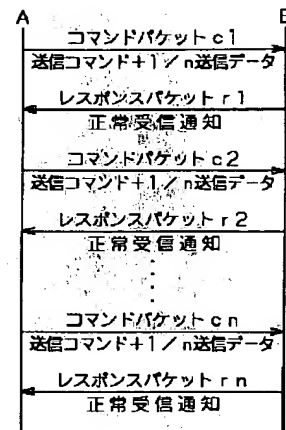 A
コマンドパケットc1
送信コマンド+1/n送信データ
レスポンスパケットr1
正常受信通知
コマンドパケットc2
送信コマンド+1/n送信データ
レスポンスパケットr2
正常受信通知
コマンドパケットcn
送信コマンド+1/n送信データ
レスポンスパケットrn
正常受信通知